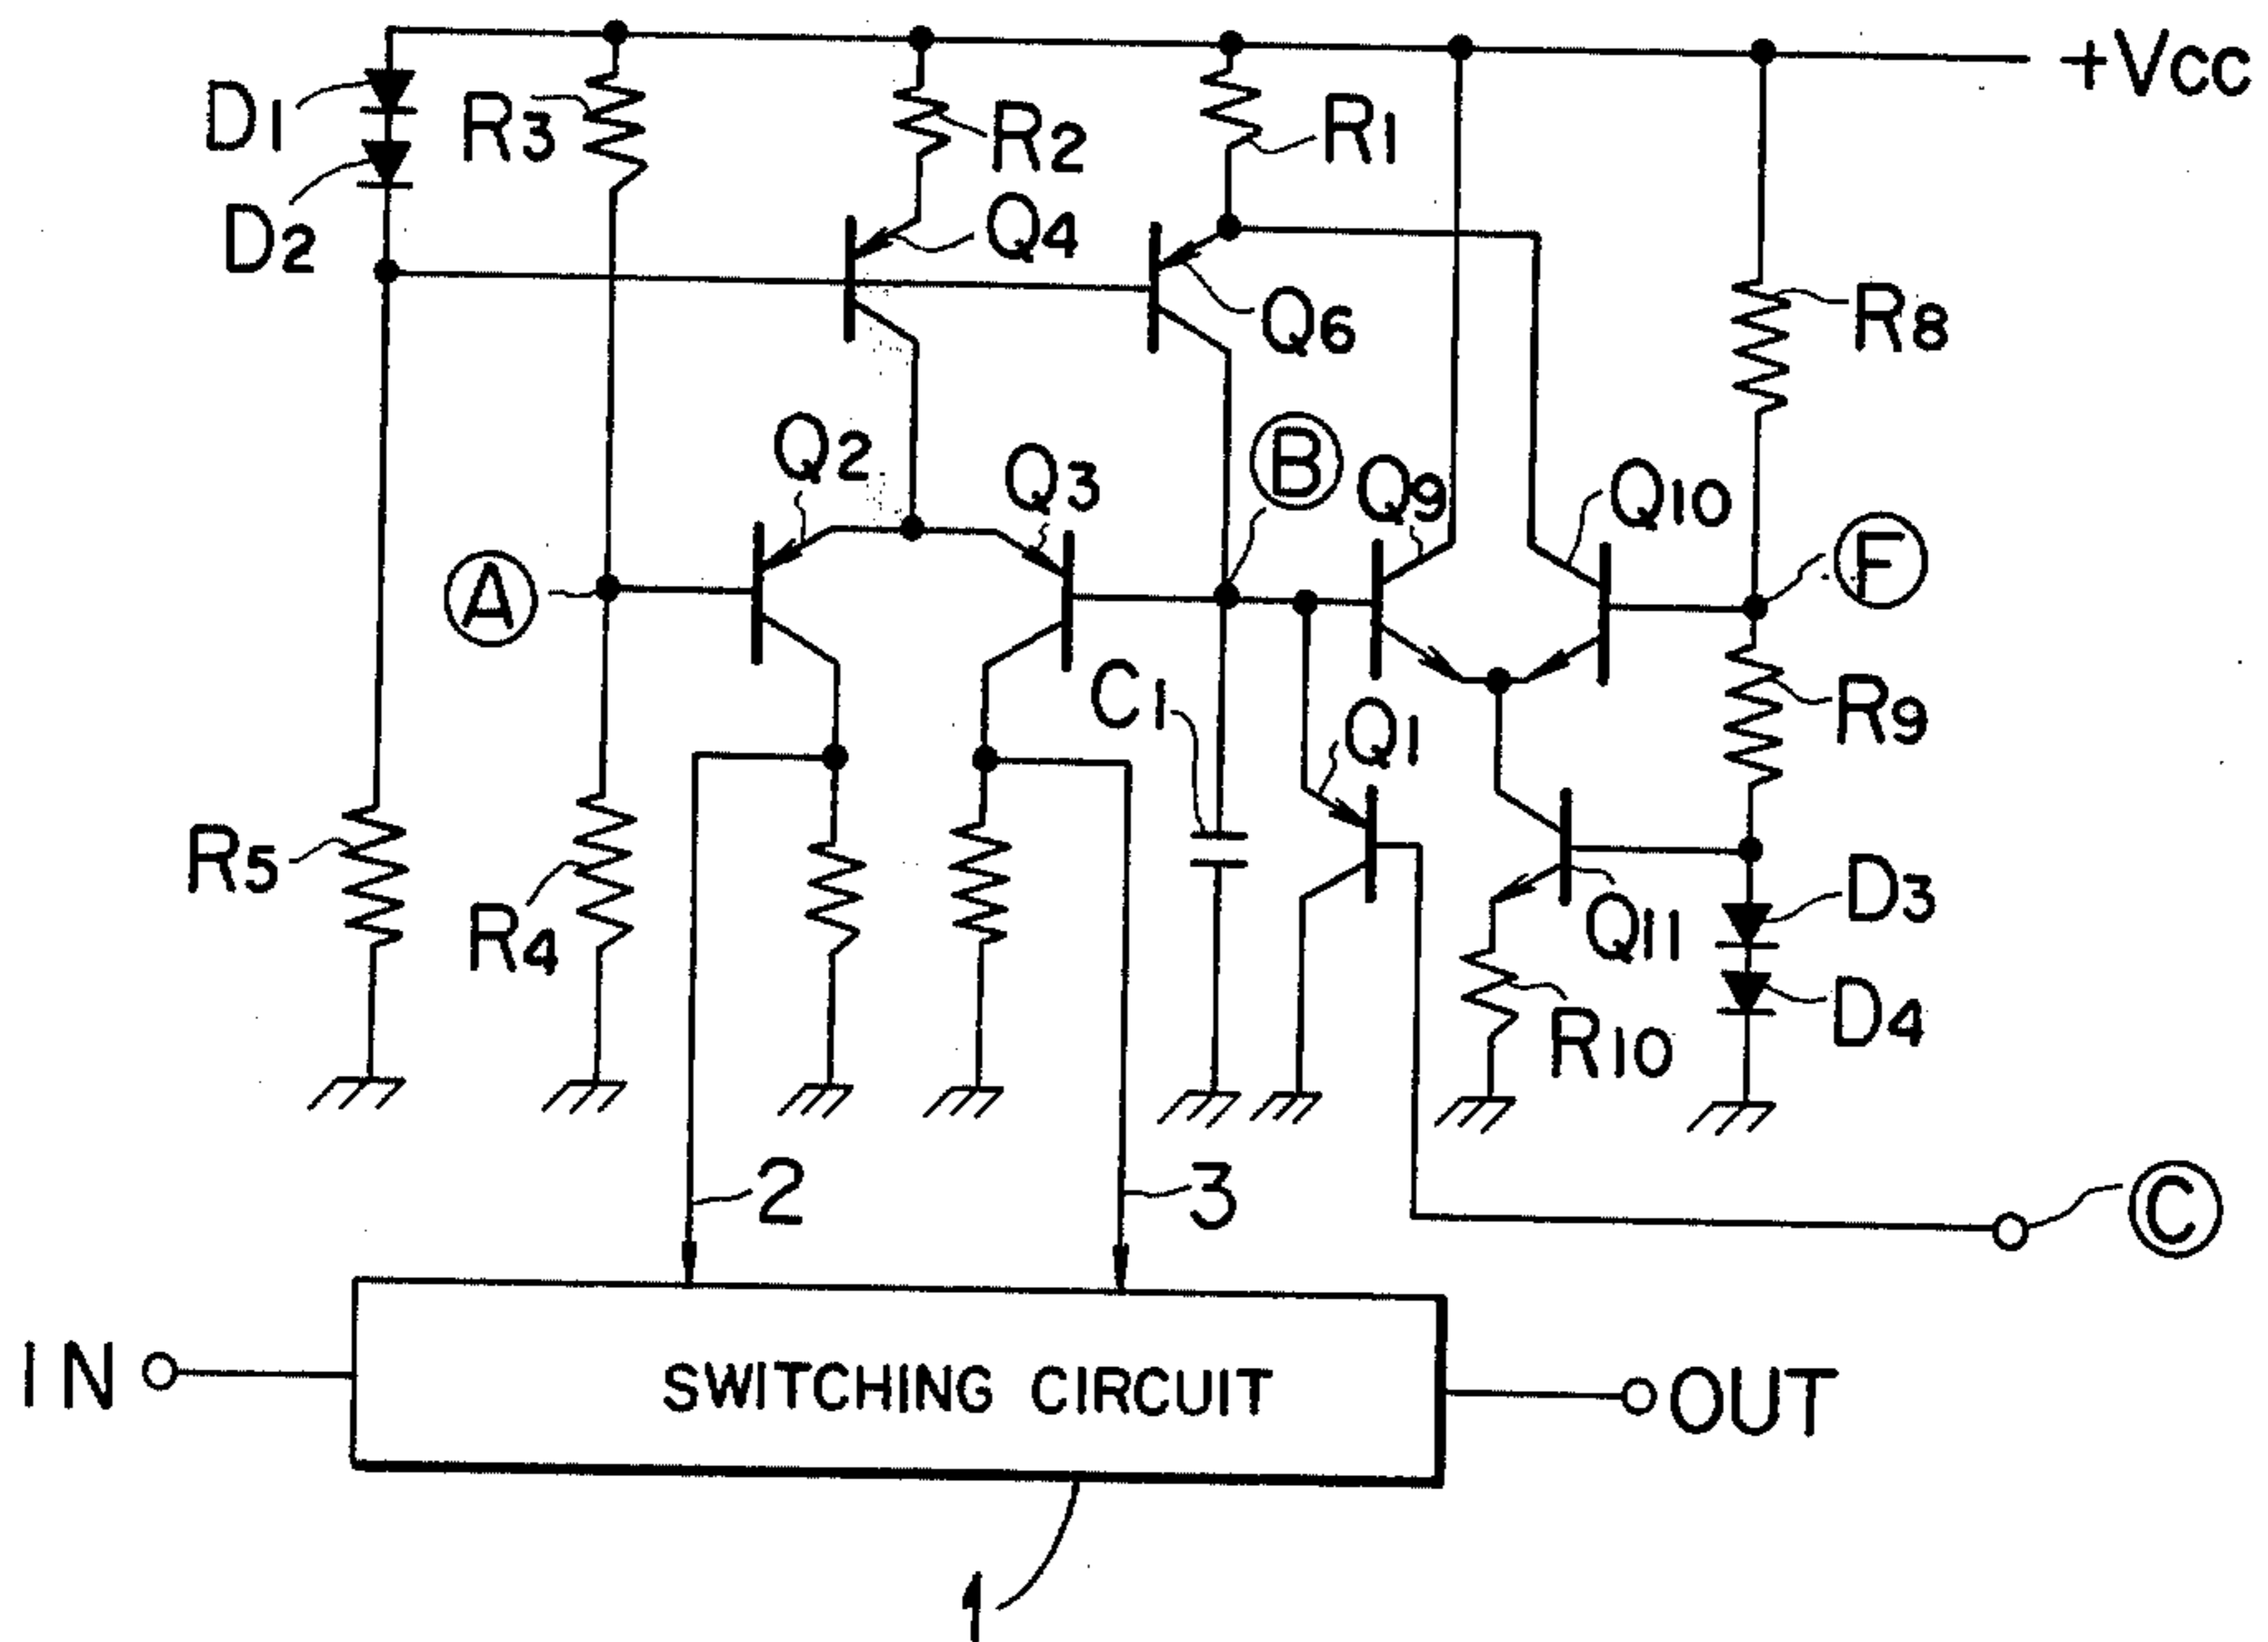 +Vcc
D1
R3
R2
R1
D2
Q4
Q6
R8
Q2
Q3
B
Q9
Q10
A
F
C1
Q1
R9
R5
R4
Q11
D3
R10
D4
2
3
C
IN
SWITCHING CIRCUIT
OUT
1